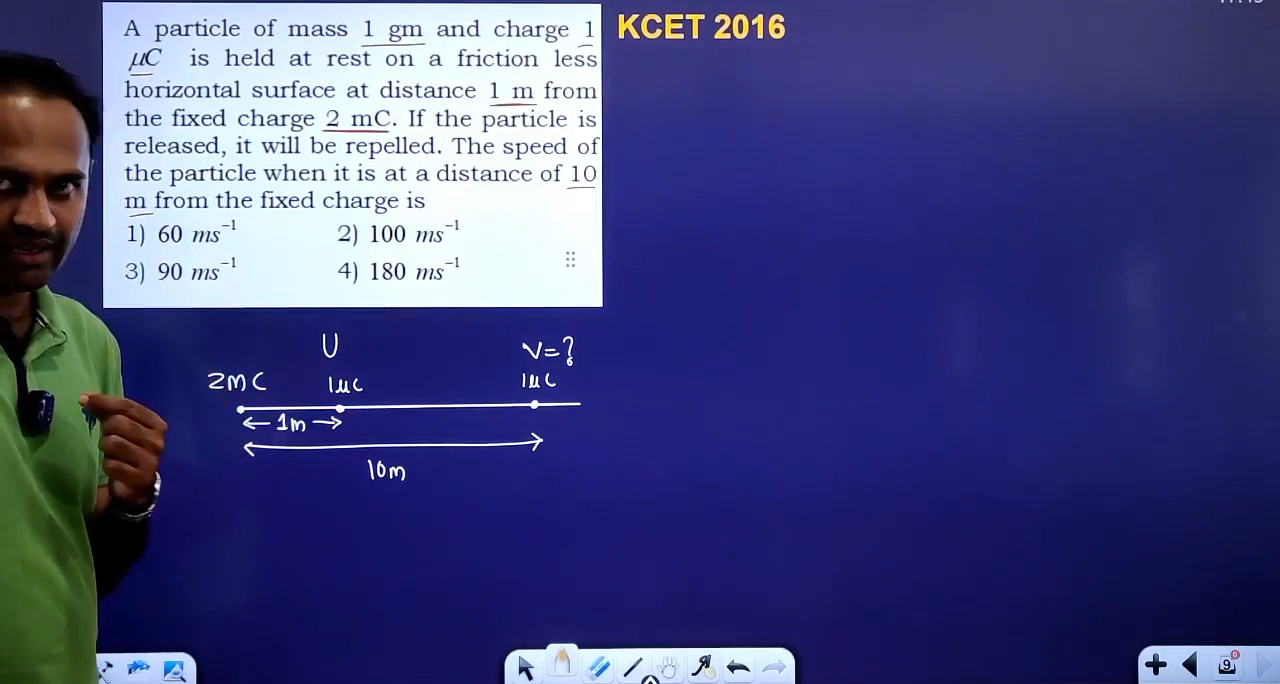 A particle of mass 1 gm and charge 1
μC is held at rest on a friction less
horizontal surface at distance 1 m from
the fixed charge 2 mC. If the particle is
released, it will be repelled. The speed of
the particle when it is at a distance of 10
m from the fixed charge is
1) 60 ms⁻¹ 2) 100 ms⁻¹
3) 90 ms⁻¹ 4) 180 ms⁻¹
KCET 2016
U V=?
2mC 1μC 1μC
1m
10m
9
0